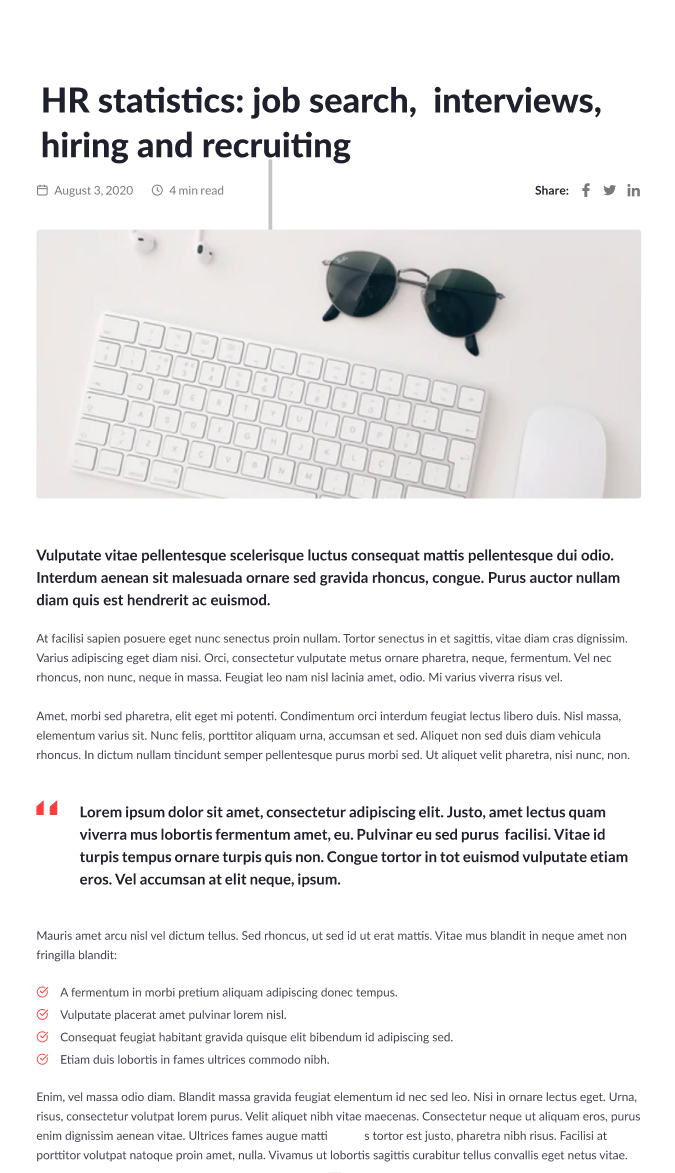 HR statistics: job search, interviews,
hiring and recruiting
August 3, 2020 4 min read Share:
Vulputate vitae pellentesque scelerisque luctus consequat mattis pellentesque dui odio.
Interdum aenean sit malesuada ornare sed gravida rhoncus, congue. Purus auctor nullam
diam quis est hendrerit ac euismod.
At facilisi sapien posuere eget nunc senectus proin nullam. Tortor senectus in et sagittis, vitae diam cras dignissim.
Varius adipiscing eget diam nisi. Orci, consectetur vulputate metus ornare pharetra, neque, fermentum. Vel nec
rhoncus, non nunc, neque in massa. Feugiat leo nam nisl lacinia amet, odio. Mi varius viverra risus vel.
Amet, morbi sed pharetra, elit eget mi potenti. Condimentum orci interdum feugiat lectus libero duis. Nisl massa,
elementum varius sit. Nunc felis, porttitor aliquam urna, accumsan et sed. Aliquet non sed duis diam vehicula
rhoncus. In dictum nullam tincidunt semper pellentesque purus morbi sed. Ut aliquet velit pharetra, nisi nunc, non.
Lorem ipsum dolor sit amet, consectetur adipiscing elit. Justo, amet lectus quam
viverra mus lobortis fermentum amet, eu. Pulvinar eu sed purus facilisi. Vitae id
turpis tempus ornare turpis quis non. Congue tortor in tot euismod vulputate etiam
eros. Vel accumsan at elit neque, ipsum.
Mauris amet arcu nisl vel dictum tellus. Sed rhoncus, ut sed id ut erat mattis. Vitae mus blandit in neque amet non
fringilla blandit:
A fermentum in morbi pretium aliquam adipiscing donec tempus.
Vulputate placerat amet pulvinar lorem nisl.
Consequat feugiat habitant gravida quisque elit bibendum id adipiscing sed.
Etiam duis lobortis in fames ultrices commodo nibh.
Enim, vel massa odio diam. Blandit massa gravida feugiat elementum id nec sed leo. Nisi in ornare lectus eget. Urna,
risus, consectetur volutpat lorem purus. Velit aliquet nibh vitae maecenas. Consectetur neque ut aliquam eros, purus
enim dignissim aenean vitae. Ultrices fames augue matti s tortor est justo, pharetra nibh risus. Facilisi at
porttitor volutpat natoque proin amet, nulla. Vivamus ut lobortis sagittis curabitur tellus convallis eget netus vitae.